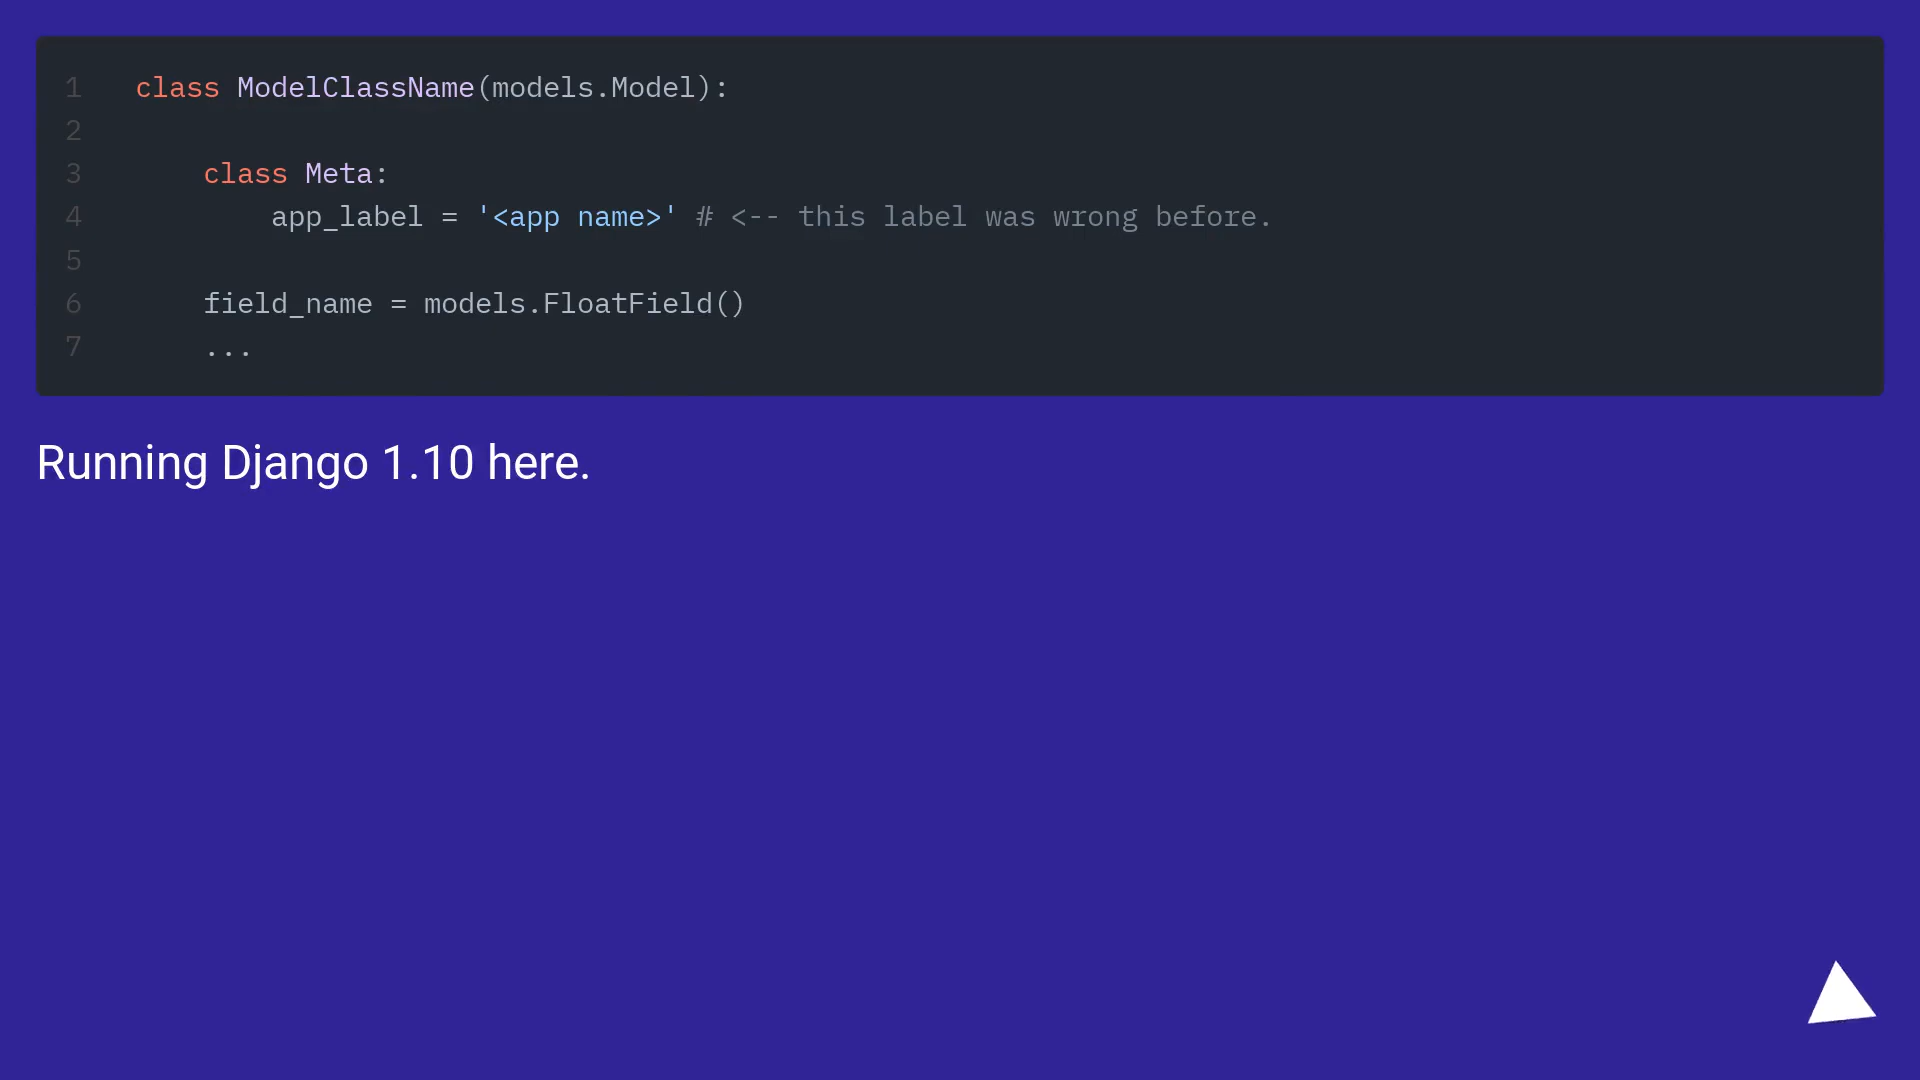 1 class ModelClassName(models.Model):
2
3 class Meta:
4 app_label = '<app name>' # <-- this label was wrong before.
5
6 field_name = models.FloatField()
7 ...
Running Django 1.10 here.